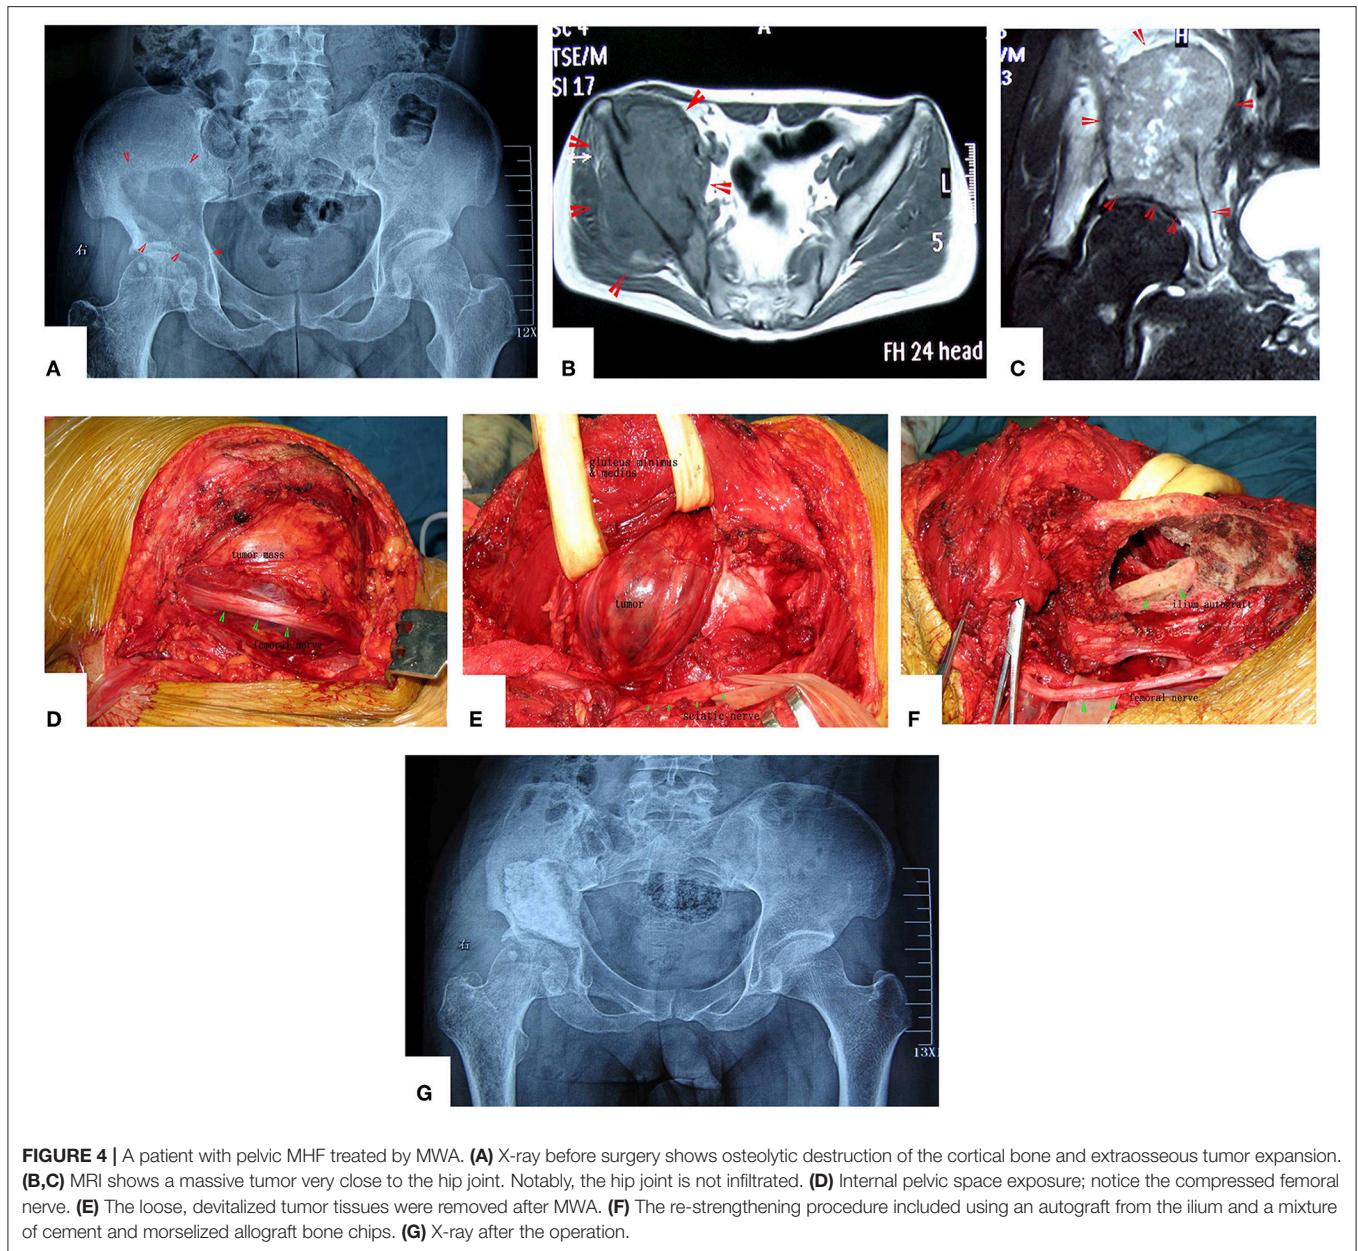 右
12X
A
Sc 4
TSE/M
SI 17
A
L
5
FH 24 head
B
H
/M
3
C
tumor mass
femoral nerve
D
gluteus minimus
& medius
tumor
sciatic nerve
E
ilium autograft
femoral nerve
F
右
13X
G
FIGURE 4 | A patient with pelvic MHF treated by MWA. (A) X-ray before surgery shows osteolytic destruction of the cortical bone and extraosseous tumor expansion.
(B,C) MRI shows a massive tumor very close to the hip joint. Notably, the hip joint is not infiltrated. (D) Internal pelvic space exposure; notice the compressed femoral
nerve. (E) The loose, devitalized tumor tissues were removed after MWA. (F) The re-strengthening procedure included using an autograft from the ilium and a mixture
of cement and morselized allograft bone chips. (G) X-ray after the operation.